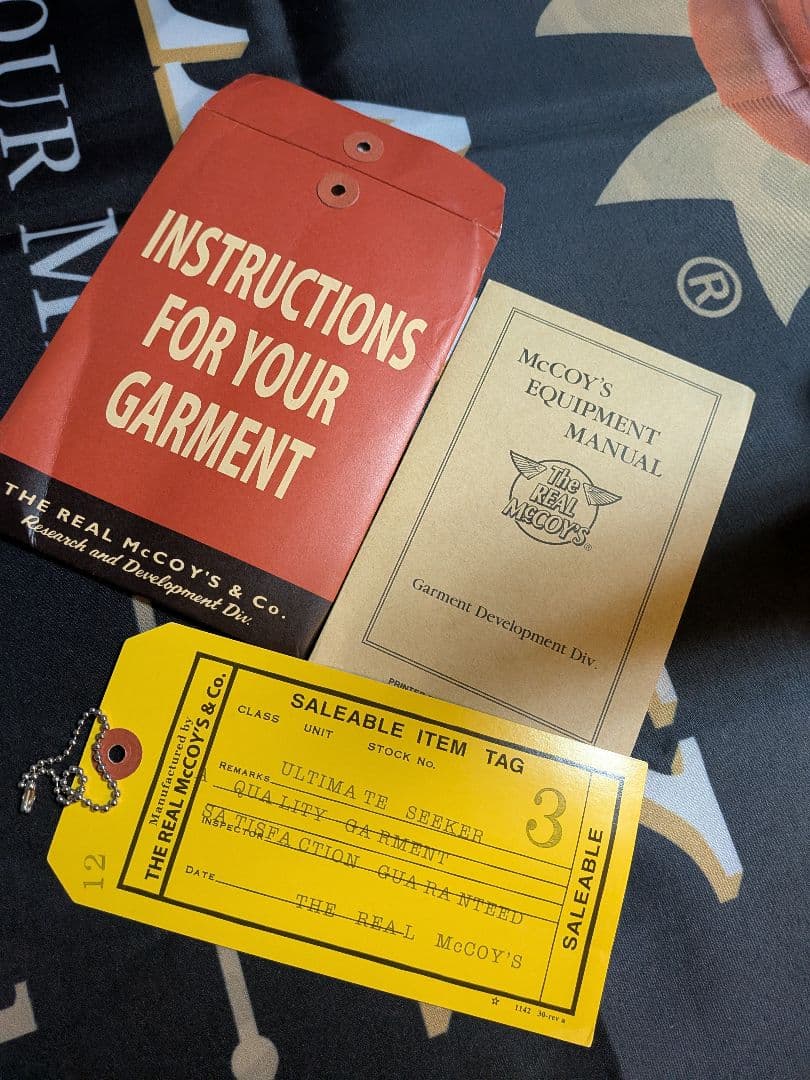 OUR M
®
INSTRUCTIONS
FOR YOUR
GARMENT
THE REAL McCOY'S & Co.
Research and Development Div.
McCOY'S
EQUIPMENT
MANUAL
The
REAL
McCOY'S
®
Garment Development Div.
PRINTED
SALEABLE ITEM TAG
CLASS UNIT STOCK No.
REMARKS ULTIMATE SEEKER
A QUALITY GARMENT
INSPECTOR
SATISFACTION GUARANTEED
DATE
THE REAL McCOY'S
3
SALEABLE
Manufactured by
THE REAL McCOY'S & Co.
12
☆ 1142 30-rev a